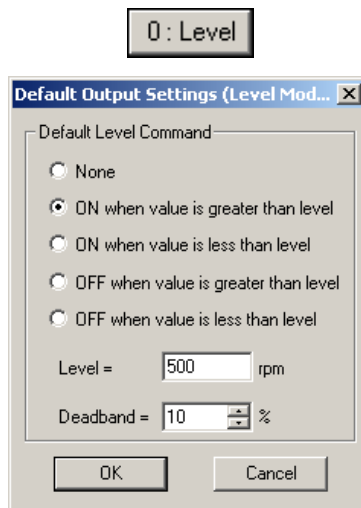 0 : Level
Default Output Settings (Level Mod...
Default Level Command
None
ON when value is greater than level
ON when value is less than level
OFF when value is greater than level
OFF when value is less than level
Level = 500 rpm
Deadband = 10 %
OK Cancel